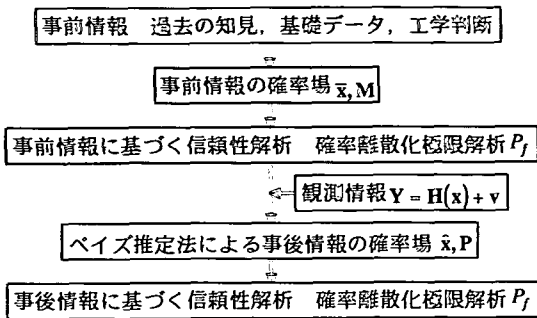 事前情報 過去の知見，基礎データ，工学判断
事前情報の確率場 x̄, M
事前情報に基づく信頼性解析 確率離散化極限解析 P_f
観測情報 Y = H(x) + v
ベイズ推定法による事後情報の確率場 x̂, P
事後情報に基づく信頼性解析 確率離散化極限解析 P_f